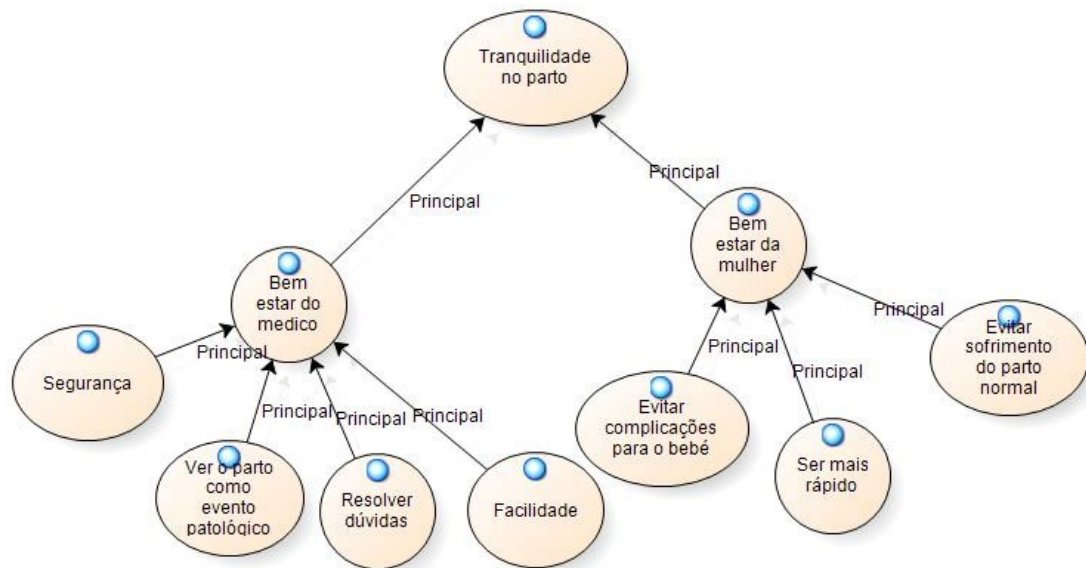 Tranquilidade
no parto
Principal
Principal
Bem
estar da
mulher
Bem
estar do
medico
Principal
Evitar
sofrimento
do parto
normal
Principal
Segurança
Principal
Principal
Principal
Principal
Principal
Evitar
complicações
para o bebé
Ser mais
rápido
Ver o parto
como
evento
patológico
Resolver
dúvidas
Facilidade